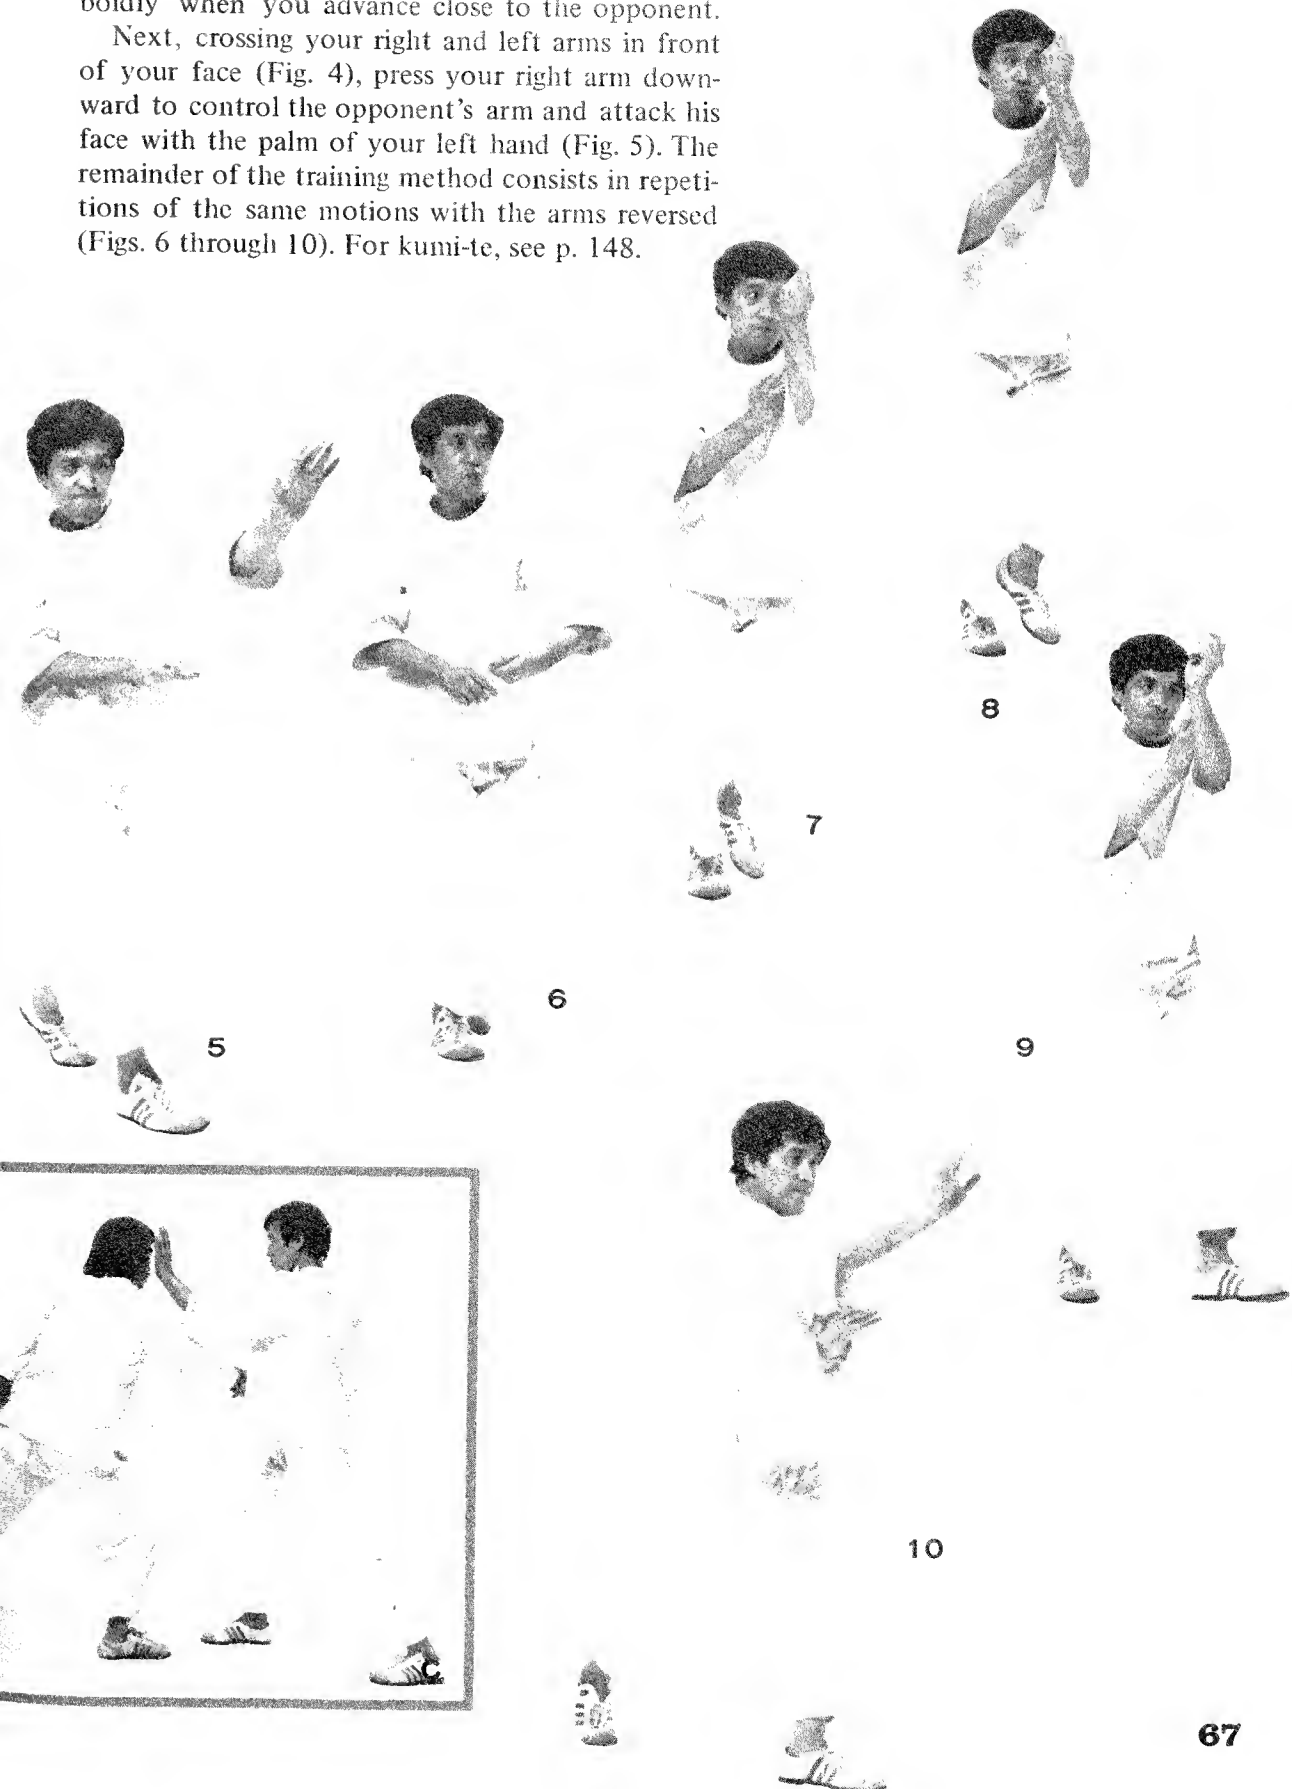 boldly when you advance close to the opponent.
Next, crossing your right and left arms in front
of your face (Fig. 4), press your right arm down-
ward to control the opponent's arm and attack his
face with the palm of your left hand (Fig. 5). The
remainder of the training method consists in repeti-
tions of the same motions with the arms reversed
(Figs. 6 through 10). For kumi-te, see p. 148.
8
7
6
5
9
10
C
67